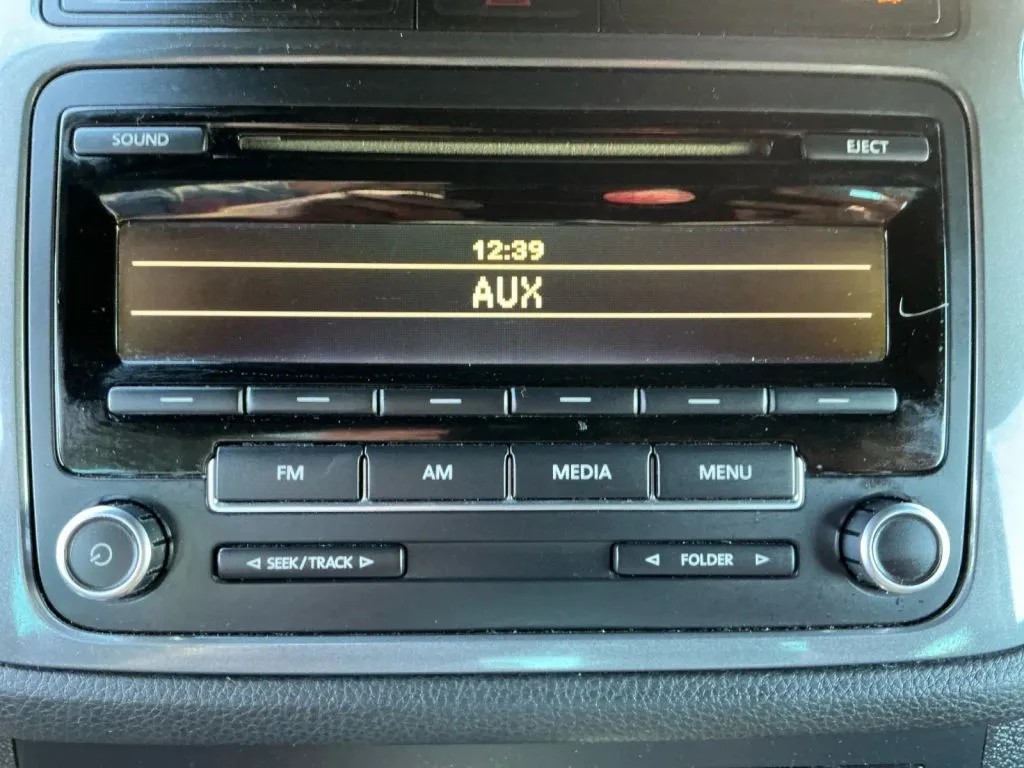 SOUND
EJECT
12:39
AUX
FM AM MEDIA MENU
◁ SEEK/TRACK ▷
◁ FOLDER ▷